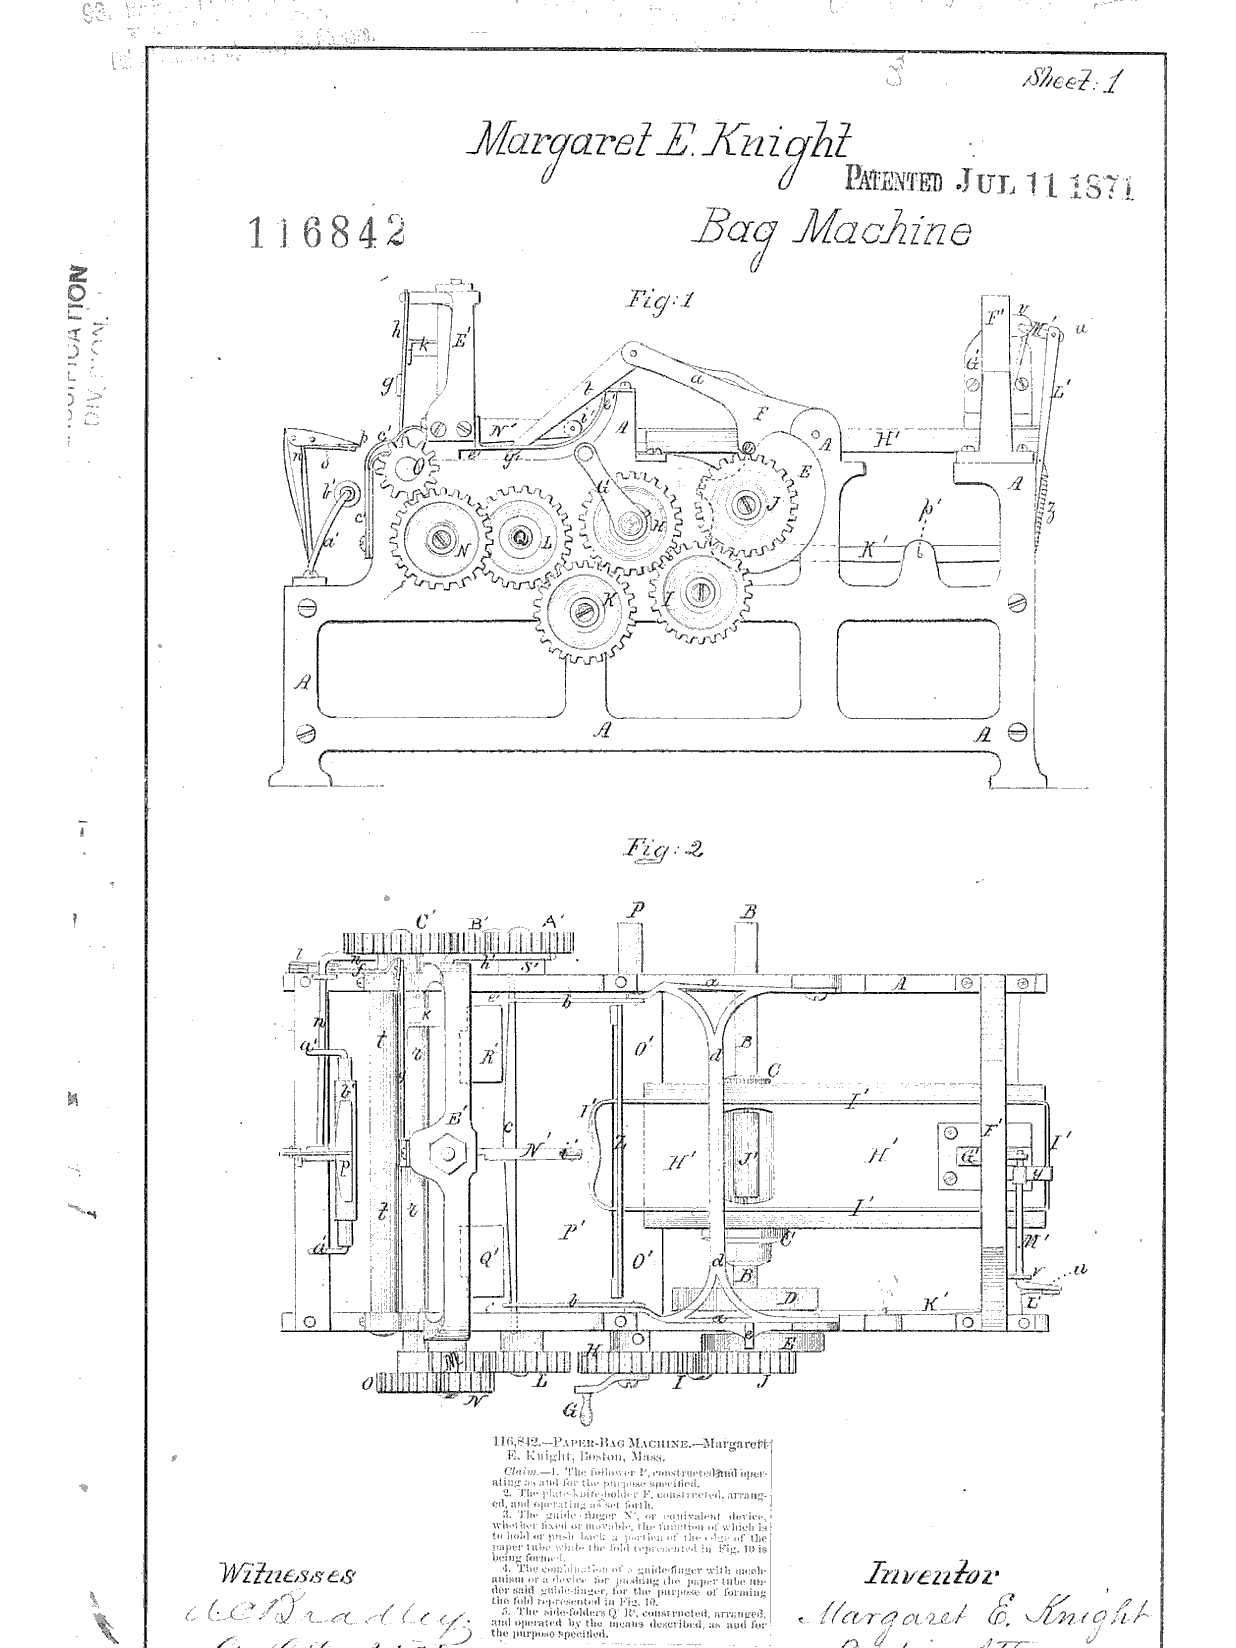 Sheet: 1
Margaret E. Knight
PATENTED JUL 11 1871
116842
Bag Machine
DIVISION
Fig: 1
h
k
E'
g
N'
a
F
A
H'
F'
G'
v
M'
u
L'
A
n
p
c'
b'
c
a'
O
e'
g'
G
H
E
J
K'
p'
b
z
N
L
K
I
A
A
A
Fig: 2
C'
B'
A'
P
B
l
n
f
h'
S'
a
A
n
k
e'
b
a'
t
r
R'
O'
d
B
C
b'
I'
I'
E'
c
N'
i'
Z
H'
J'
H'
F'
G'
I'
y
p
t
r
P'
I'
M'
a'
Q'
O'
d
C'
B
v
u
L'
b
D
K'
a
e
E
M
H
O
N
L
I
J
G
116,842.—PAPER-BAG MACHINE.—Margaret
E. Knight, Boston, Mass.
Claim.—1. The follower P, constructed and oper-
ating as and for the purpose specified.
2. The plate-knife-holder F, constructed, arrang-
ed, and operating as set forth.
3. The guide-finger N', or equivalent device,
whether fixed or movable, the function of which is
to hold or push back a portion of the edge of the
paper tube while the fold represented in Fig. 10 is
being formed.
4. The combination of a guide-finger with mech-
anism or a device for pushing the paper tube un-
der said guide-finger, for the purpose of forming
the fold represented in Fig. 10.
5. The side-folders Q' R', constructed, arranged,
and operated by the means described, as and for
the purpose specified.
Witnesses
Inventor
Bradley
Margaret E. Knight